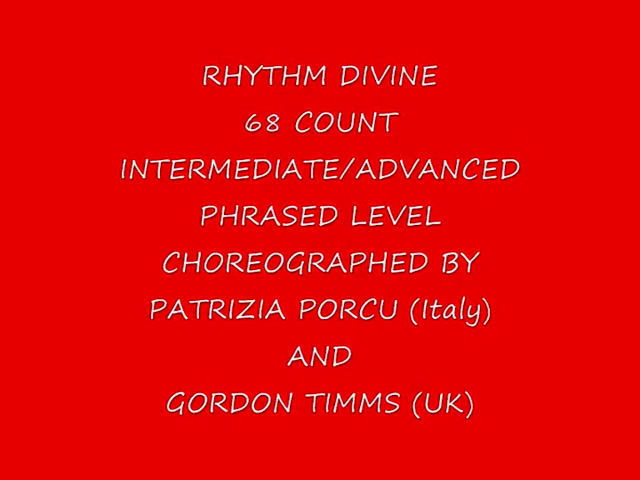 RHYTHM DIVINE
68 COUNT
INTERMEDIATE/ADVANCED
PHRASED LEVEL
CHOREOGRAPHED BY
PATRIZIA PORCU (Italy)
AND
GORDON TIMMS (UK)